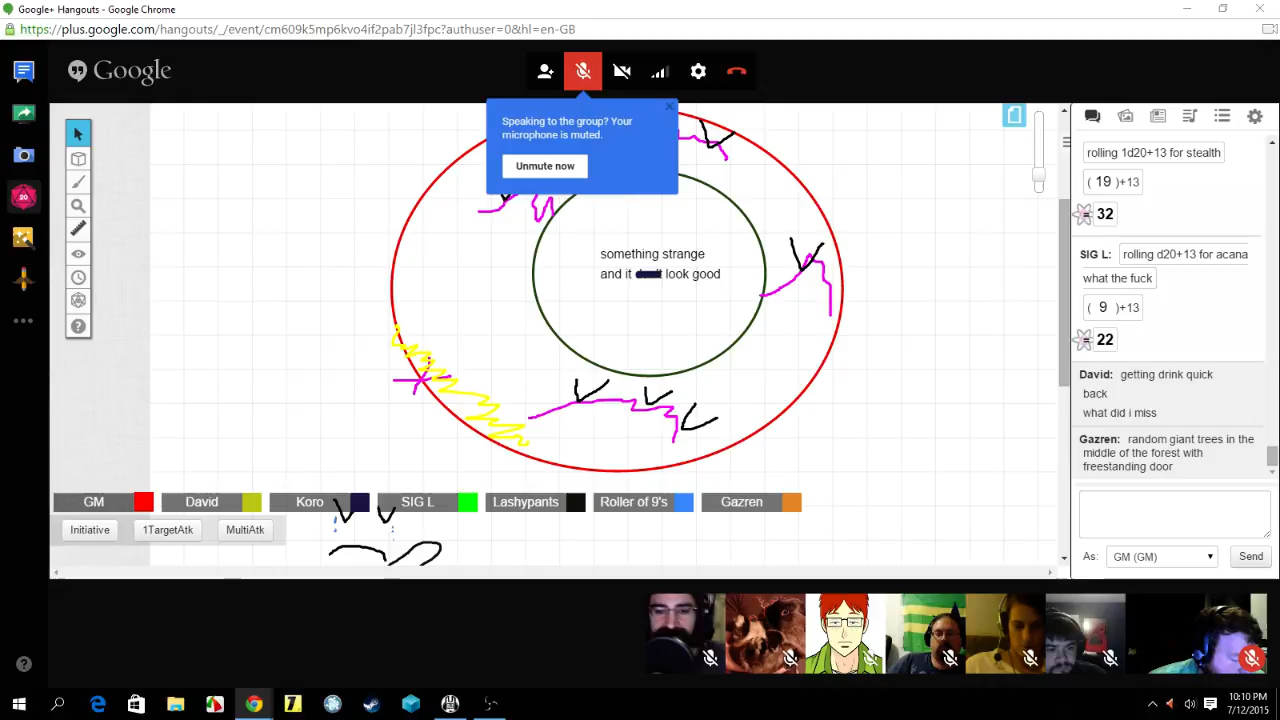 Google+ Hangouts - Google Chrome
https://plus.google.com/hangouts/_/event/cm609k5mp6kvo4if2pab7jl3fpc?authuser=0&hl=en-GB
Google
Speaking to the group? Your
microphone is muted.
Unmute now
20
something strange
and it look good
rolling 1d20+13 for stealth
( 19 )+13
= 32
SIG L: rolling d20+13 for acana
what the fuck
( 9 )+13
= 22
David: getting drink quick
back
what did i miss
Gazren: random giant trees in the
middle of the forest with
freestanding door
GM David Koro SIG L Lashypants Roller of 9's Gazren
Initiative 1TargetAtk MultiAtk
As: GM (GM) Send
10:10 PM
7/12/2015